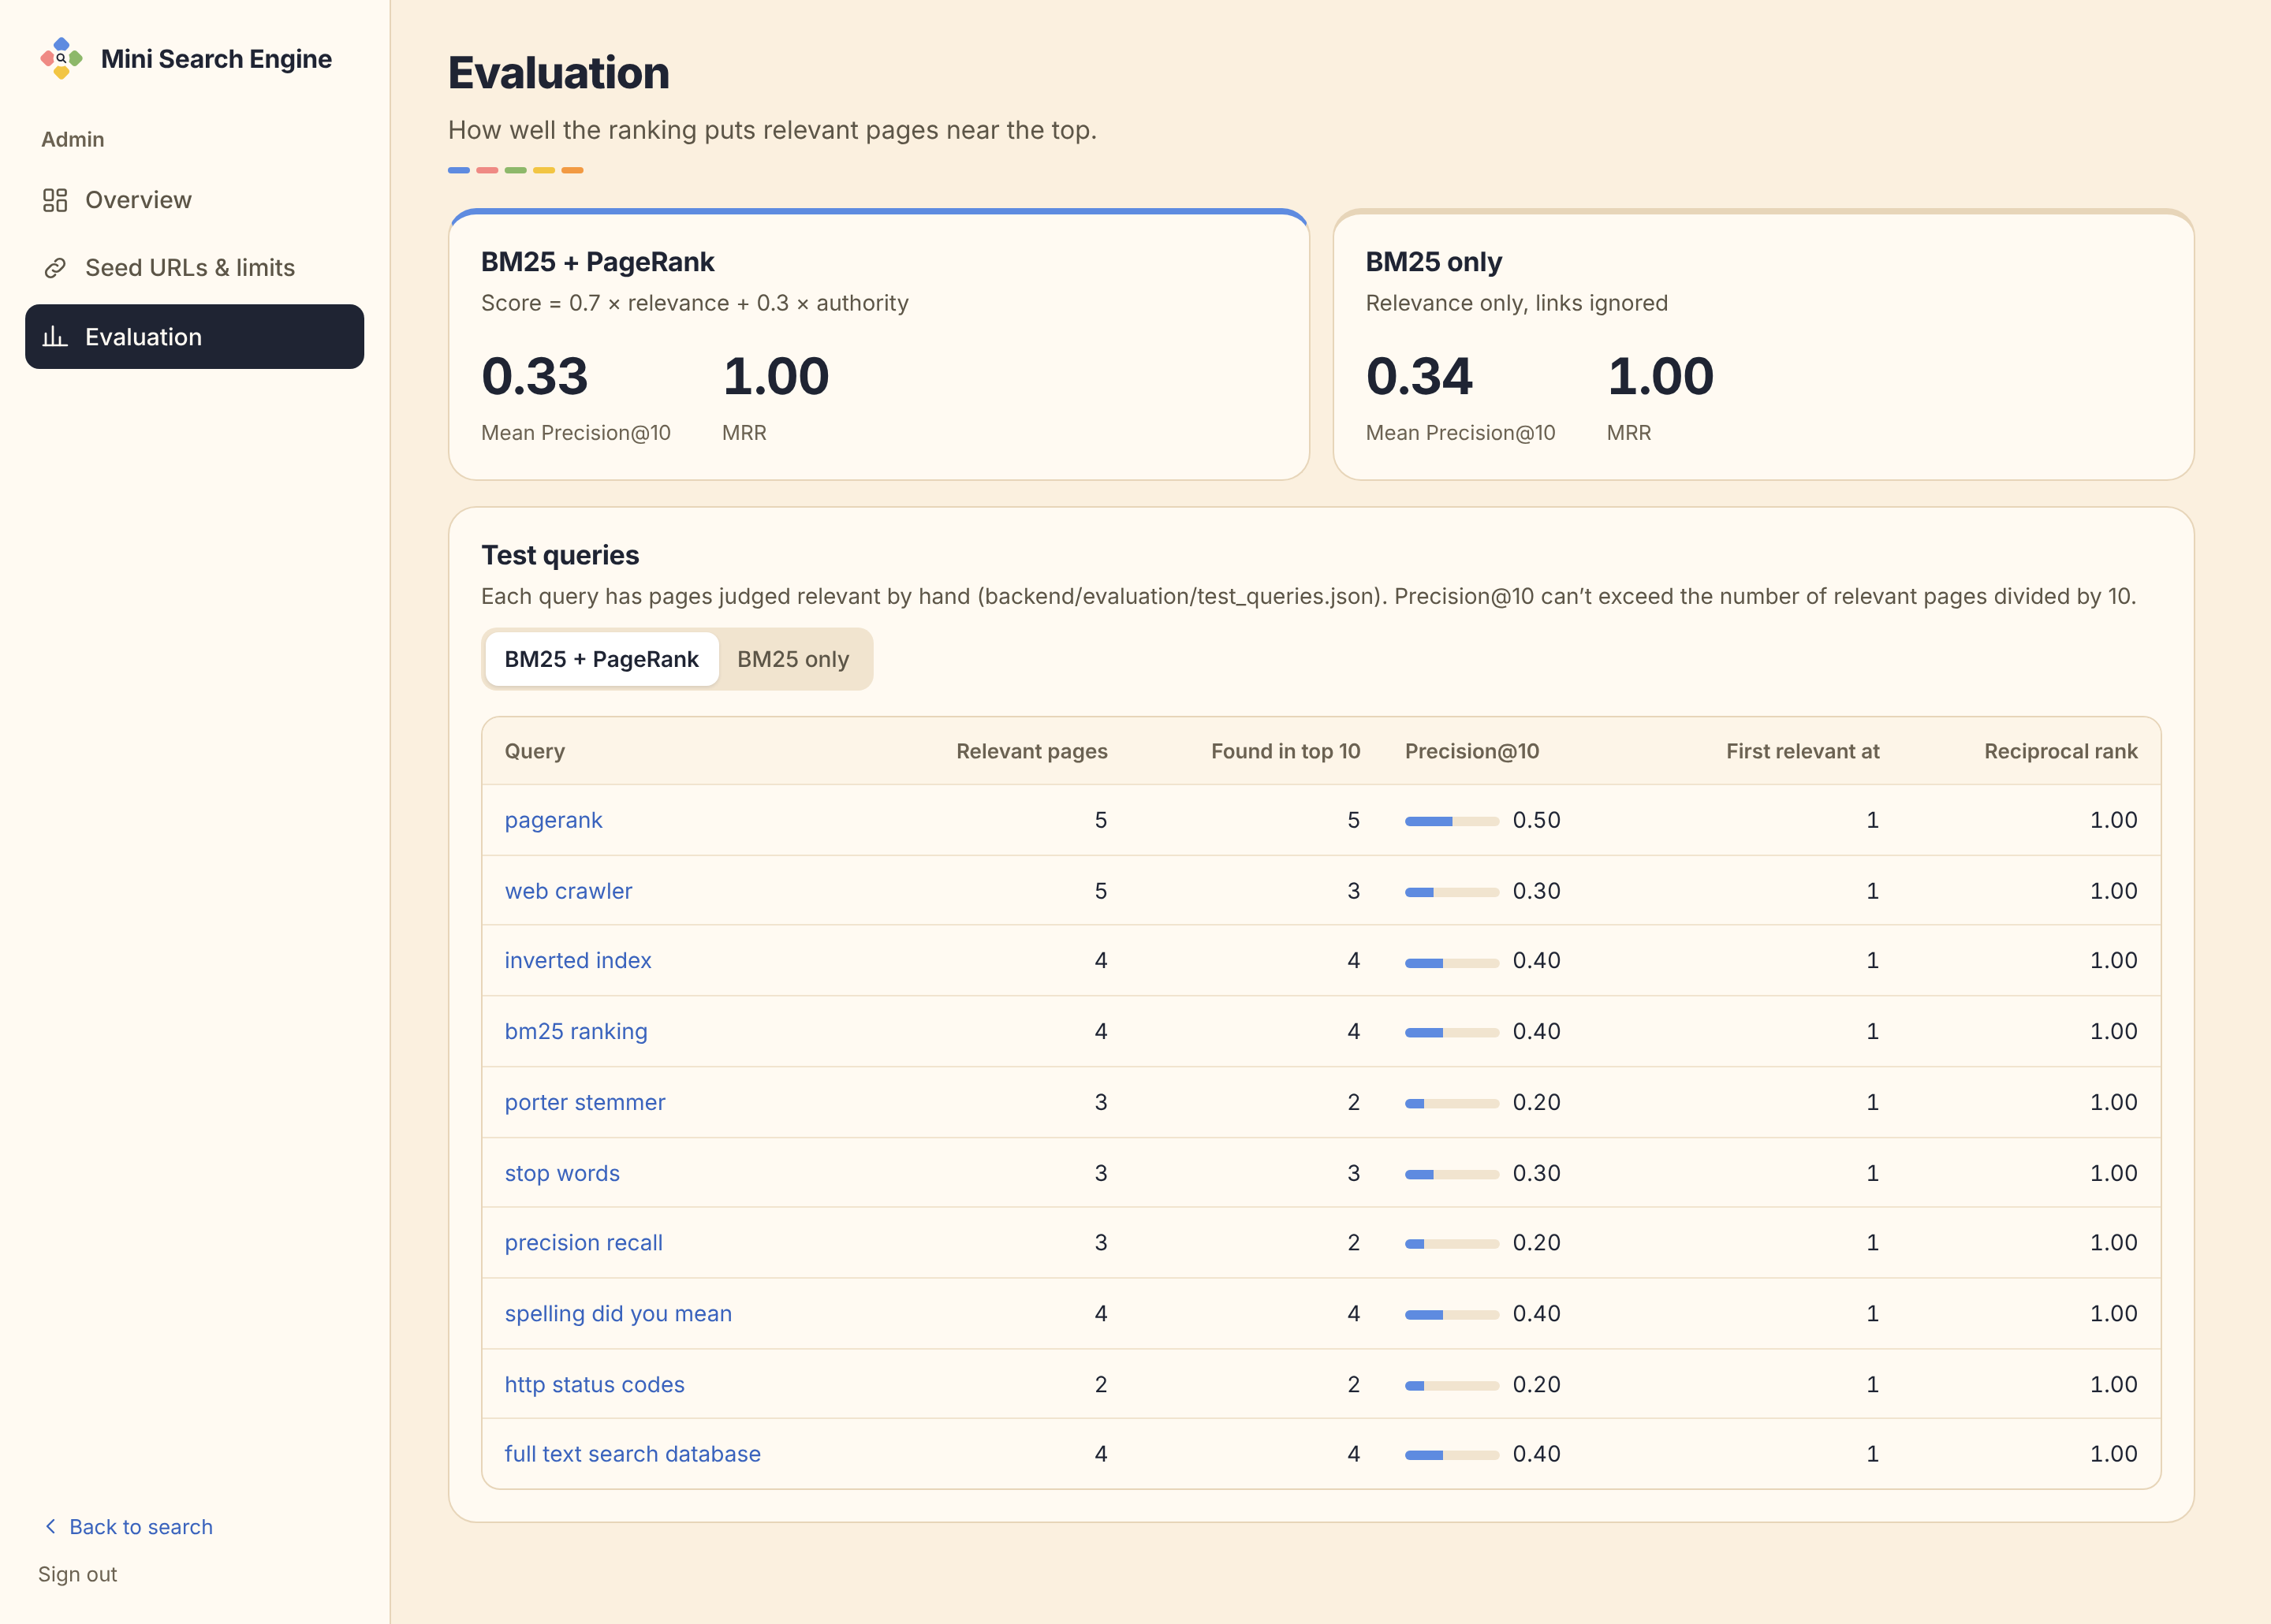 Mini Search Engine
Admin
Overview
Seed URLs & limits
Evaluation
Back to search
Sign out
Evaluation
How well the ranking puts relevant pages near the top.
BM25 + PageRank
Score = 0.7 × relevance + 0.3 × authority
0.33 1.00
Mean Precision@10 MRR
BM25 only
Relevance only, links ignored
0.34 1.00
Mean Precision@10 MRR
Test queries
Each query has pages judged relevant by hand (backend/evaluation/test_queries.json). Precision@10 can’t exceed the number of relevant pages divided by 10.
BM25 + PageRank BM25 only
Query Relevant pages Found in top 10 Precision@10 First relevant at Reciprocal rank
pagerank 5 5 0.50 1 1.00
web crawler 5 3 0.30 1 1.00
inverted index 4 4 0.40 1 1.00
bm25 ranking 4 4 0.40 1 1.00
porter stemmer 3 2 0.20 1 1.00
stop words 3 3 0.30 1 1.00
precision recall 3 2 0.20 1 1.00
spelling did you mean 4 4 0.40 1 1.00
http status codes 2 2 0.20 1 1.00
full text search database 4 4 0.40 1 1.00